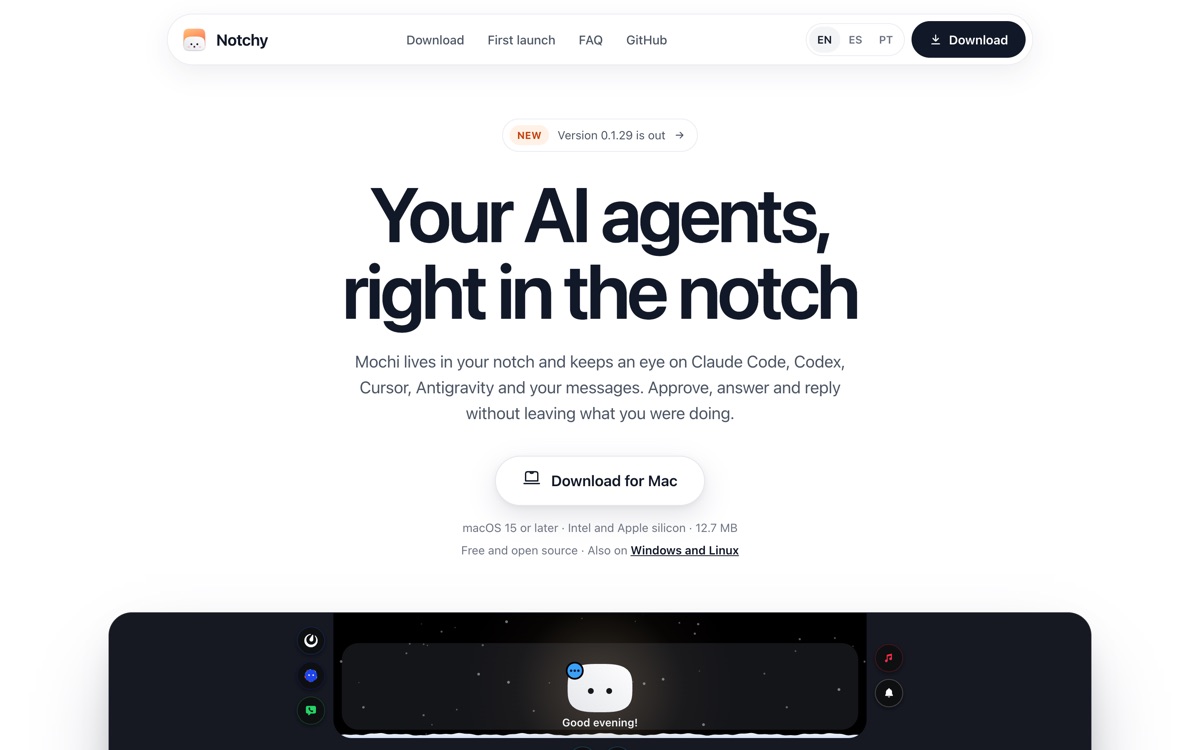 Notchy
Download
First launch
FAQ
GitHub
EN
ES
PT
Download
NEW
Version 0.1.29 is out →
Your AI agents,
right in the notch
Mochi lives in your notch and keeps an eye on Claude Code, Codex,
Cursor, Antigravity and your messages. Approve, answer and reply
without leaving what you were doing.
Download for Mac
macOS 15 or later · Intel and Apple silicon · 12.7 MB
Free and open source · Also on Windows and Linux
Good evening!